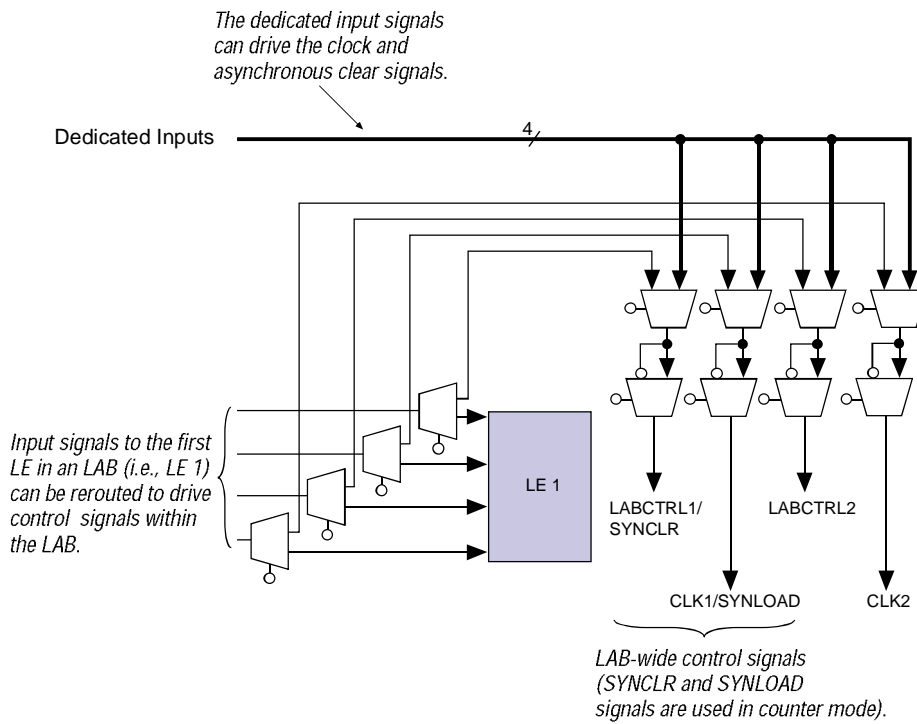 The dedicated input signals
can drive the clock and
asynchronous clear signals.
Dedicated Inputs
4
Input signals to the first
LE in an LAB (i.e., LE 1)
can be rerouted to drive
control signals within
the LAB.
LE 1
LABCTRL1/
SYNCLR
LABCTRL2
CLK1/SYNLOAD
CLK2
LAB-wide control signals
(SYNCLR and SYNLOAD
signals are used in counter mode).